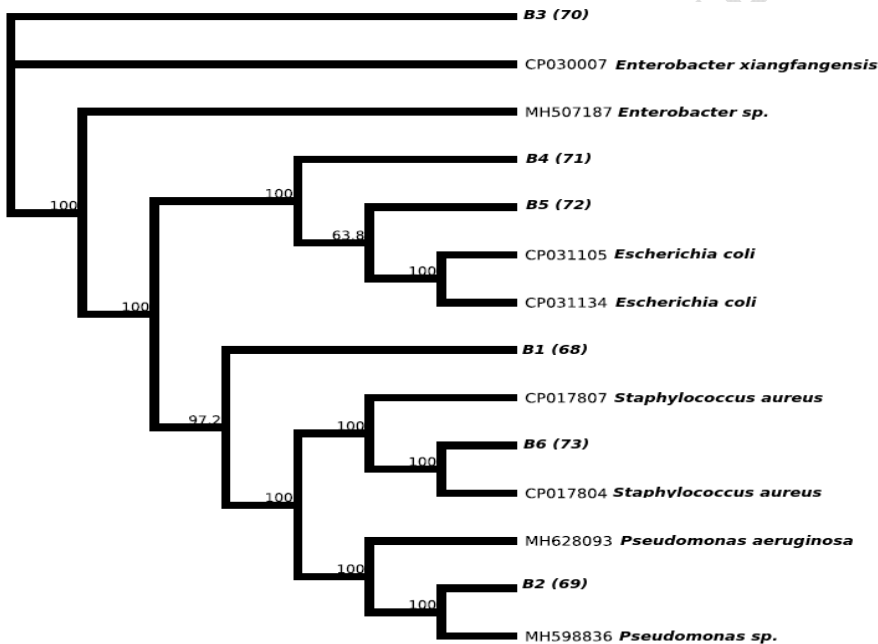 B3 (70)
CP030007 Enterobacter xiangfangensis
MH507187 Enterobacter sp.
B4 (71)
100
B5 (72)
100
63.8
CP031105 Escherichia coli
100
CP031134 Escherichia coli
100
B1 (68)
CP017807 Staphylococcus aureus
97.2
100
B6 (73)
100
CP017804 Staphylococcus aureus
100
MH628093 Pseudomonas aeruginosa
100
B2 (69)
100
MH598836 Pseudomonas sp.